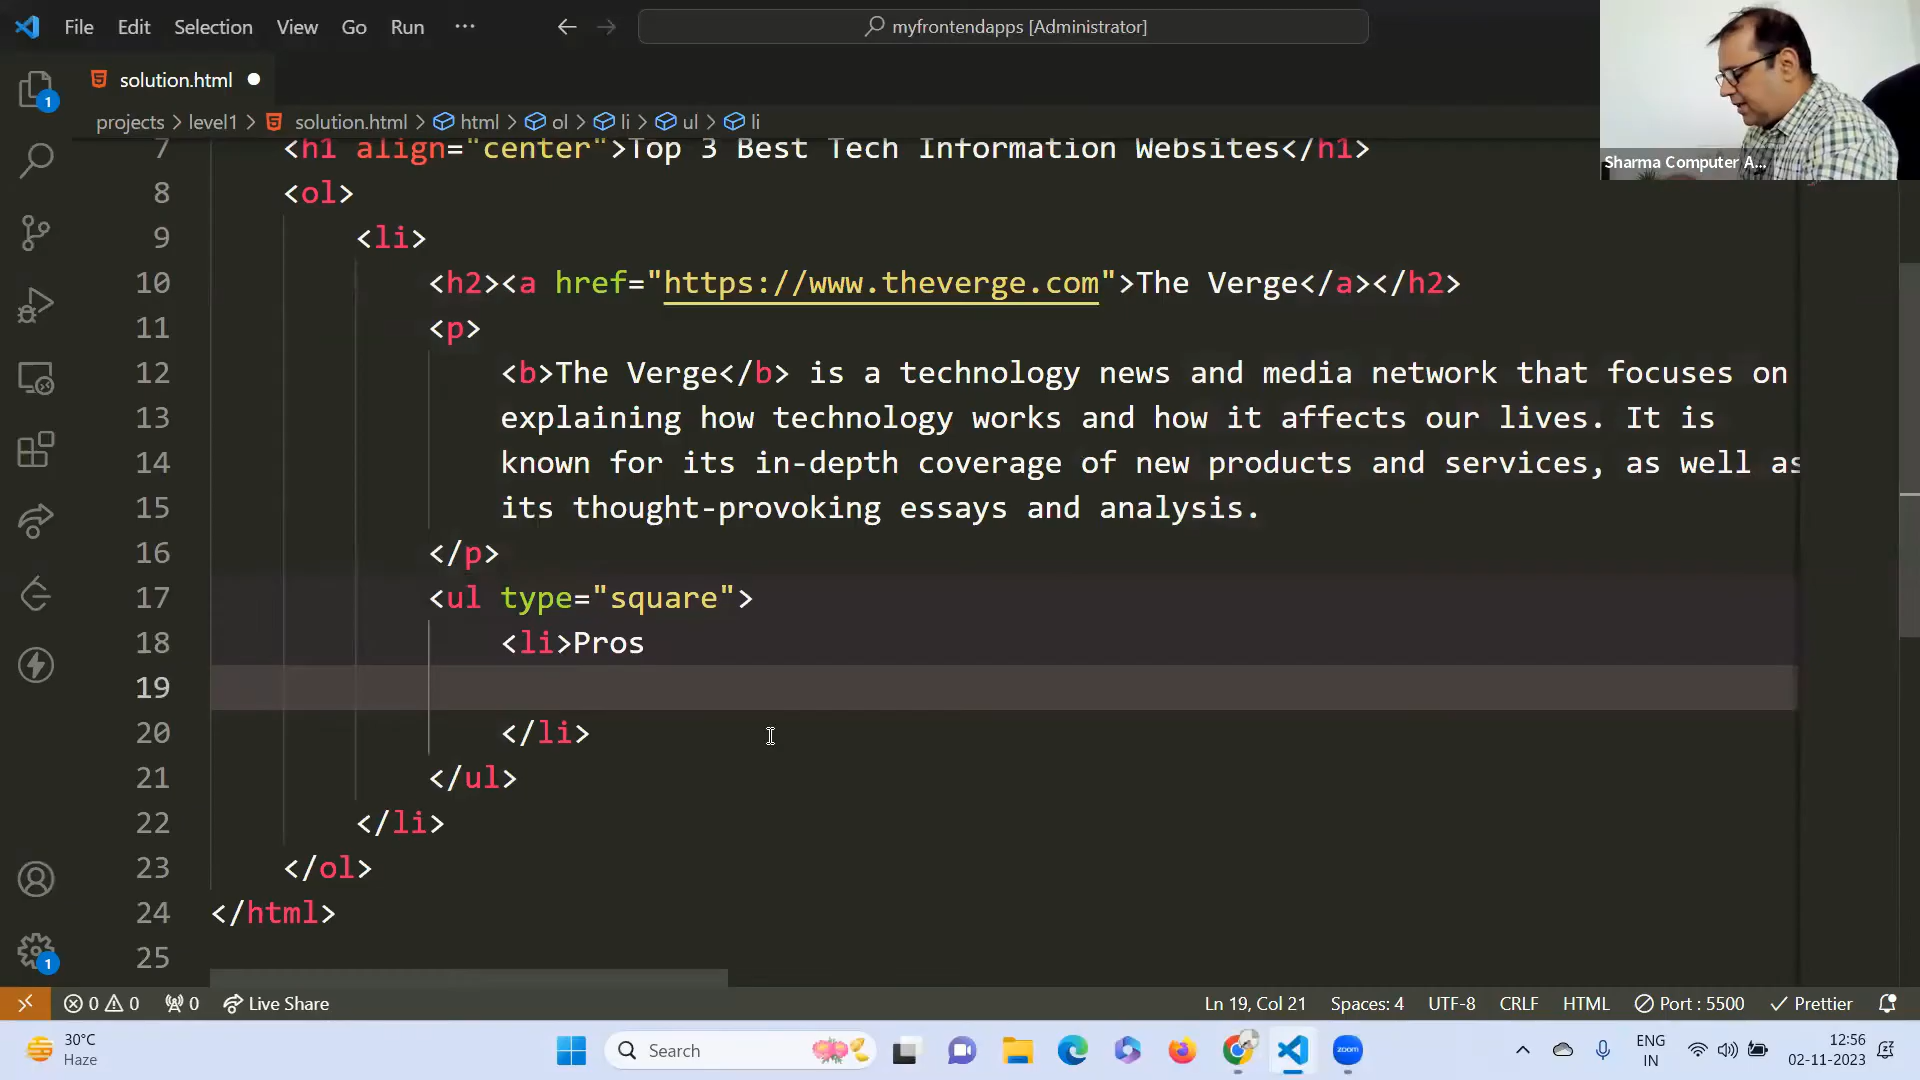 File Edit Selection View Go Run ···
myfrontendapps [Administrator]
solution.html
projects > level1 > solution.html > html > ol > li > ul > li
Sharma Computer A...
7 <h1 align="center">Top 3 Best Tech Information Websites</h1>
8 <ol>
9 <li>
10 <h2><a href="https://www.theverge.com">The Verge</a></h2>
11 <p>
12 <b>The Verge</b> is a technology news and media network that focuses on
13 explaining how technology works and how it affects our lives. It is
14 known for its in-depth coverage of new products and services, as well as
15 its thought-provoking essays and analysis.
16 </p>
17 <ul type="square">
18 <li>Pros
19
20 </li>
21 </ul>
22 </li>
23 </ol>
24 </html>
25
1
1
0 0 0 Live Share Ln 19, Col 21 Spaces: 4 UTF-8 CRLF HTML Port : 5500 Prettier
30°C
Haze
Search
zoom
ENG
IN
12:56
02-11-2023